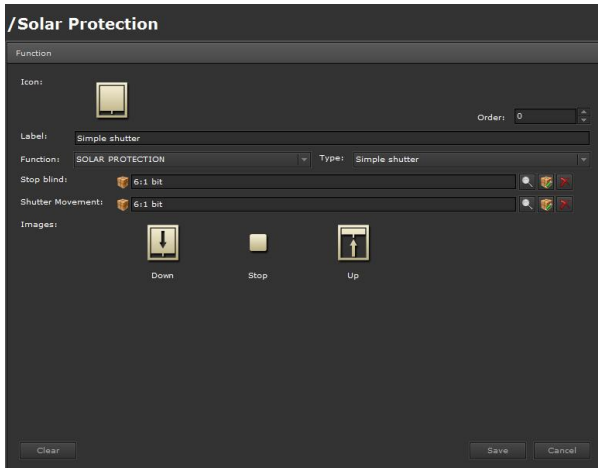 /Solar Protection
Function
Icon:
Order: 0
Label: Simple shutter
Function: SOLAR PROTECTION Type: Simple shutter
Stop blind: 6:1 bit
Shutter Movement: 6:1 bit
Images:
Down Stop Up
Clear Save Cancel